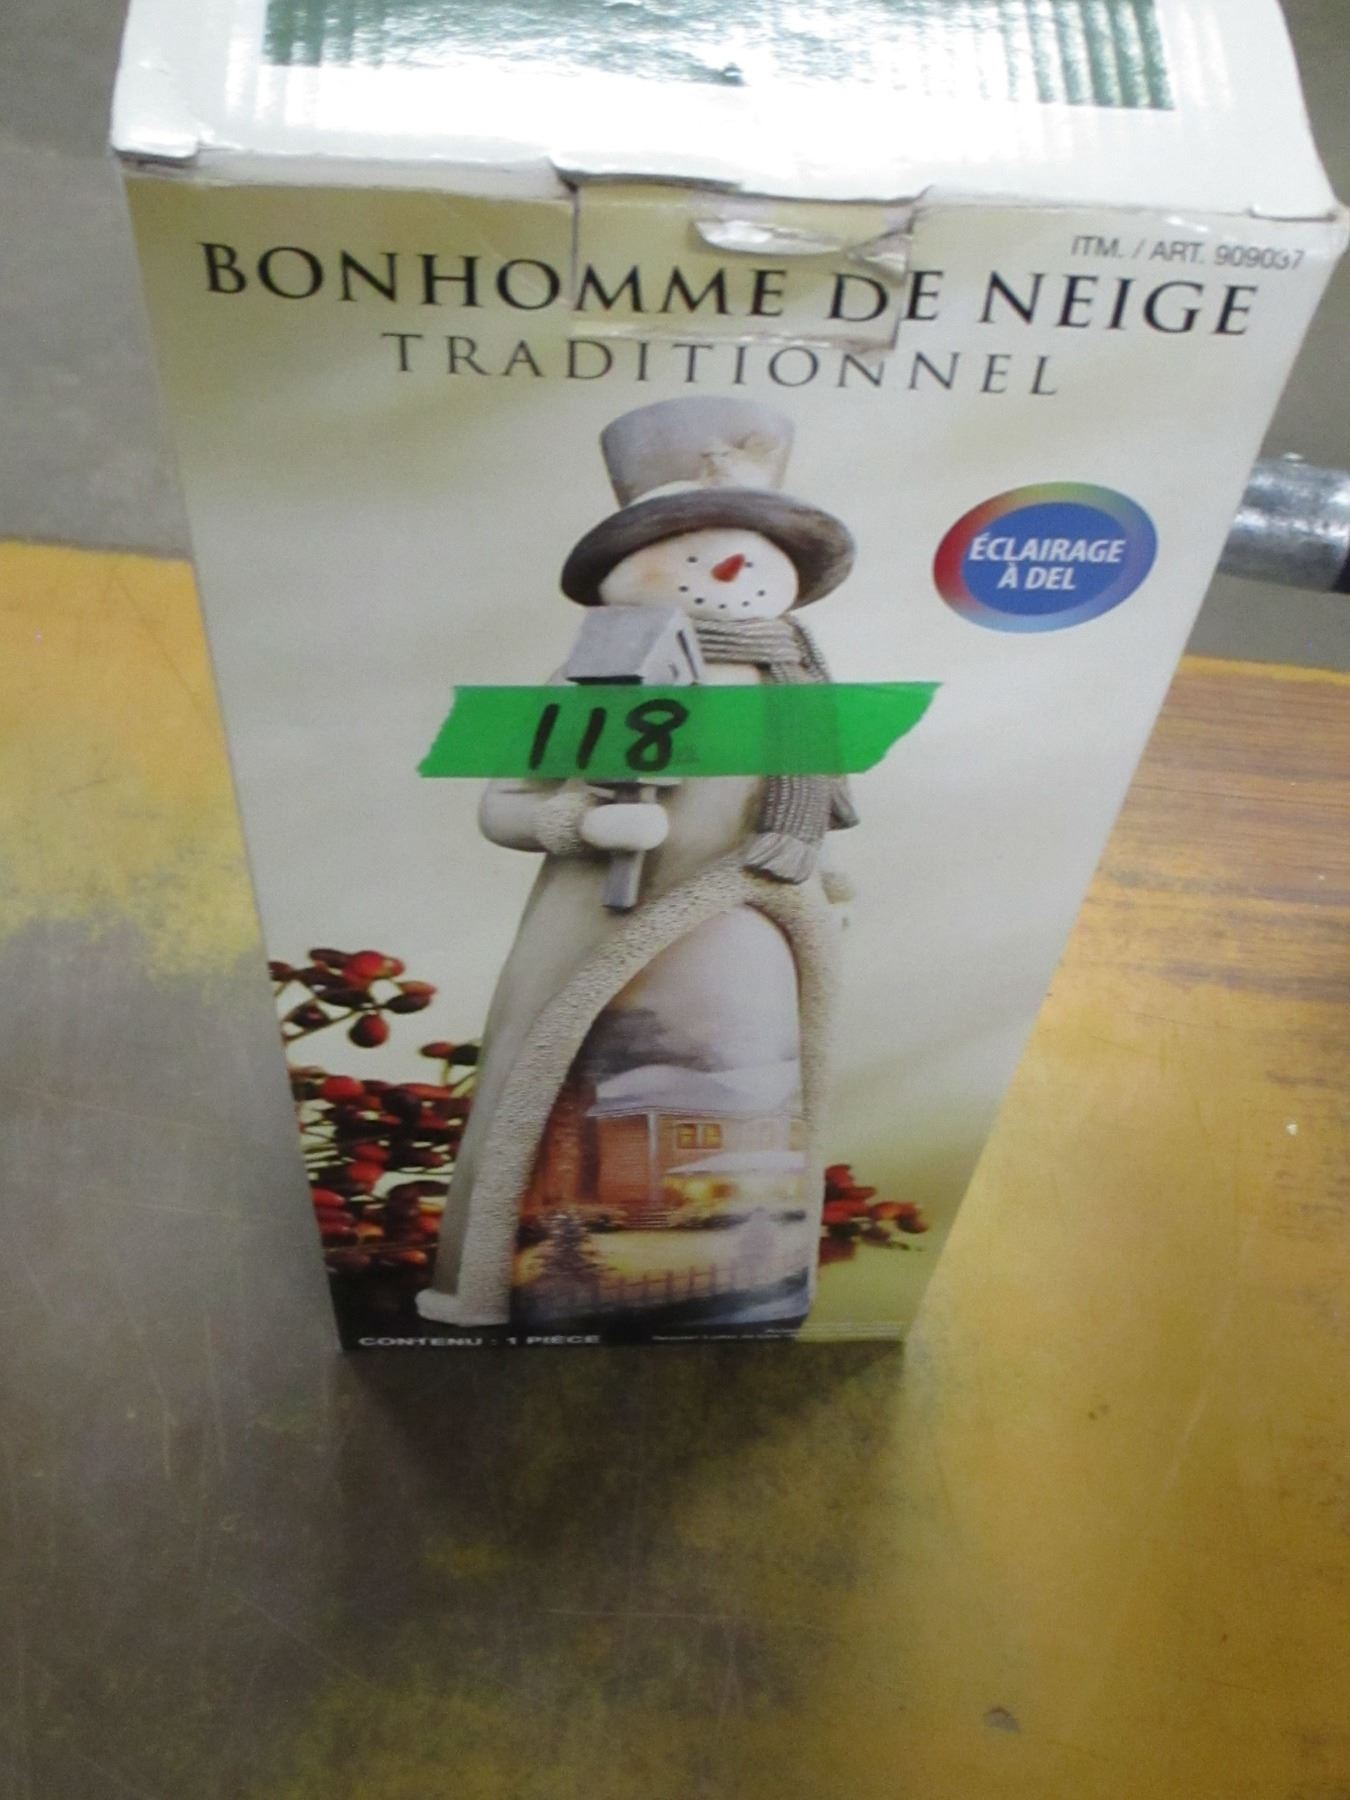 ITM. / ART. 909037
BONHOMME DE NEIGE
TRADITIONNEL
ÉCLAIRAGE
À DEL
118
CONTENU : 1 PIÈCE